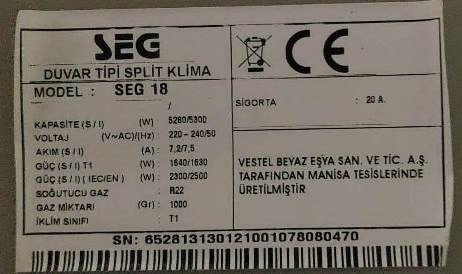 SEG
CE
DUVAR TİPİ SPLİT KLİMA
MODEL : SEG 18
/
SİGORTA : 20 A.
KAPASİTE (S / I) (W) : 5280/5300
VOLTAJ (V~AC)/(Hz) : 220-240/50
AKIM (S / I) (A) : 7,2/7,5
GÜÇ (S / I) T1 (W) : 1640/1630
GÜÇ (S / I) ( IEC/EN ) (W) : 2300/2500
SOĞUTUCU GAZ : R22
GAZ MİKTARI (Gr) : 1000
İKLİM SINIFI : T1
VESTEL BEYAZ EŞYA SAN. VE TİC. A.Ş.
TARAFINDAN MANİSA TESİSLERİNDE
ÜRETİLMİŞTİR
SN: 652813130121001078080470